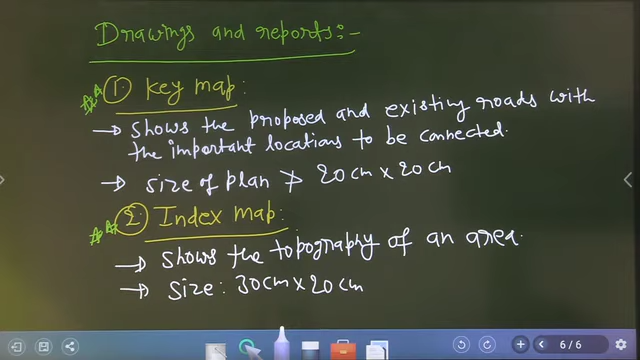 Drawings and reports:-
① Key map:
→ Shows the proposed and existing roads with
the important locations to be connected.
→ Size of plan ≯ 20 cm x 20 cm
② Index map:
→ Shows the topography of an area.
→ Size: 30cm x 20 cm
6 / 6